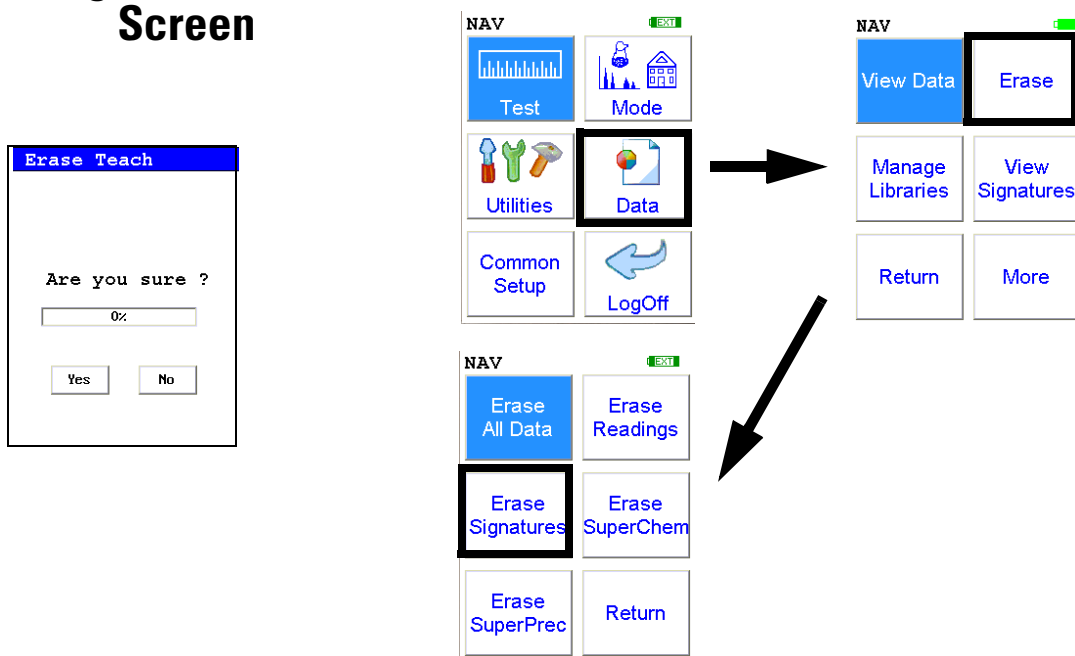 Screen
Erase Teach
Are you sure ?
0%
Yes No
NAV EXT
Test Mode
Utilities Data
Common
Setup
LogOff
NAV
View Data Erase
Manage
Libraries
View
Signatures
Return More
NAV EXT
Erase
All Data
Erase
Readings
Erase
Signatures
Erase
SuperChem
Erase
SuperPrec
Return